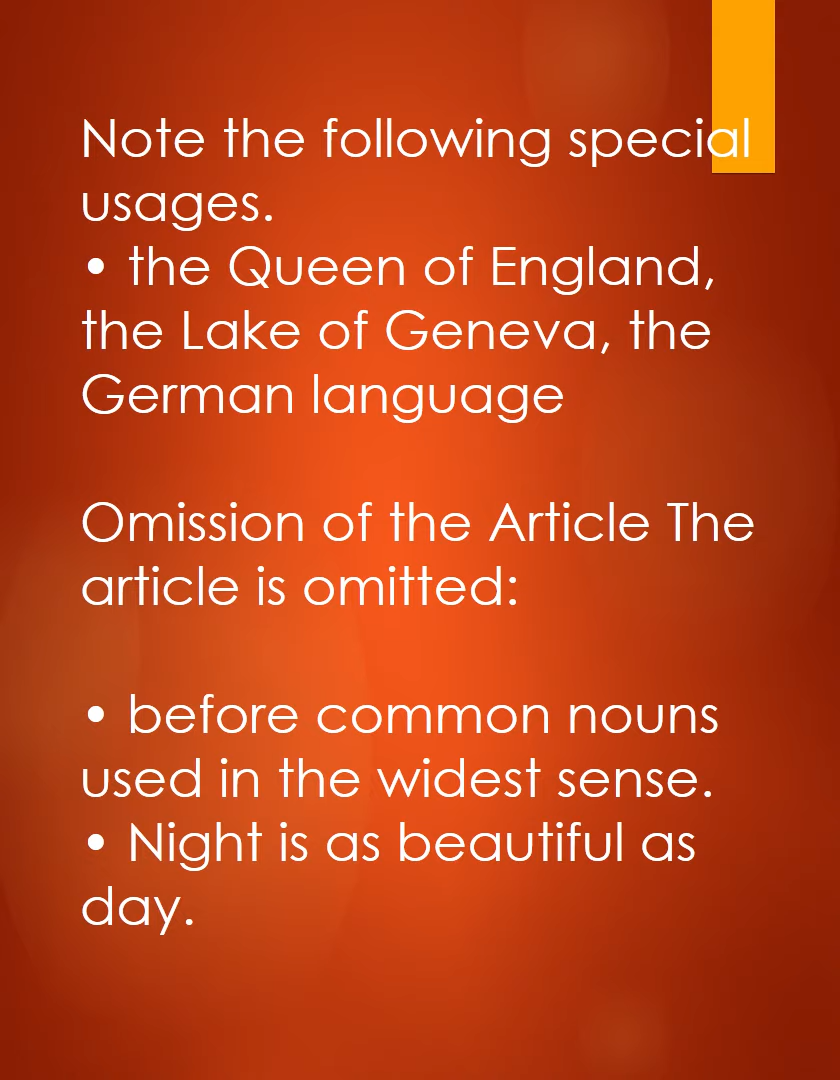 Note the following special
usages.
• the Queen of England,
the Lake of Geneva, the
German language
Omission of the Article The
article is omitted:
• before common nouns
used in the widest sense.
• Night is as beautiful as
day.